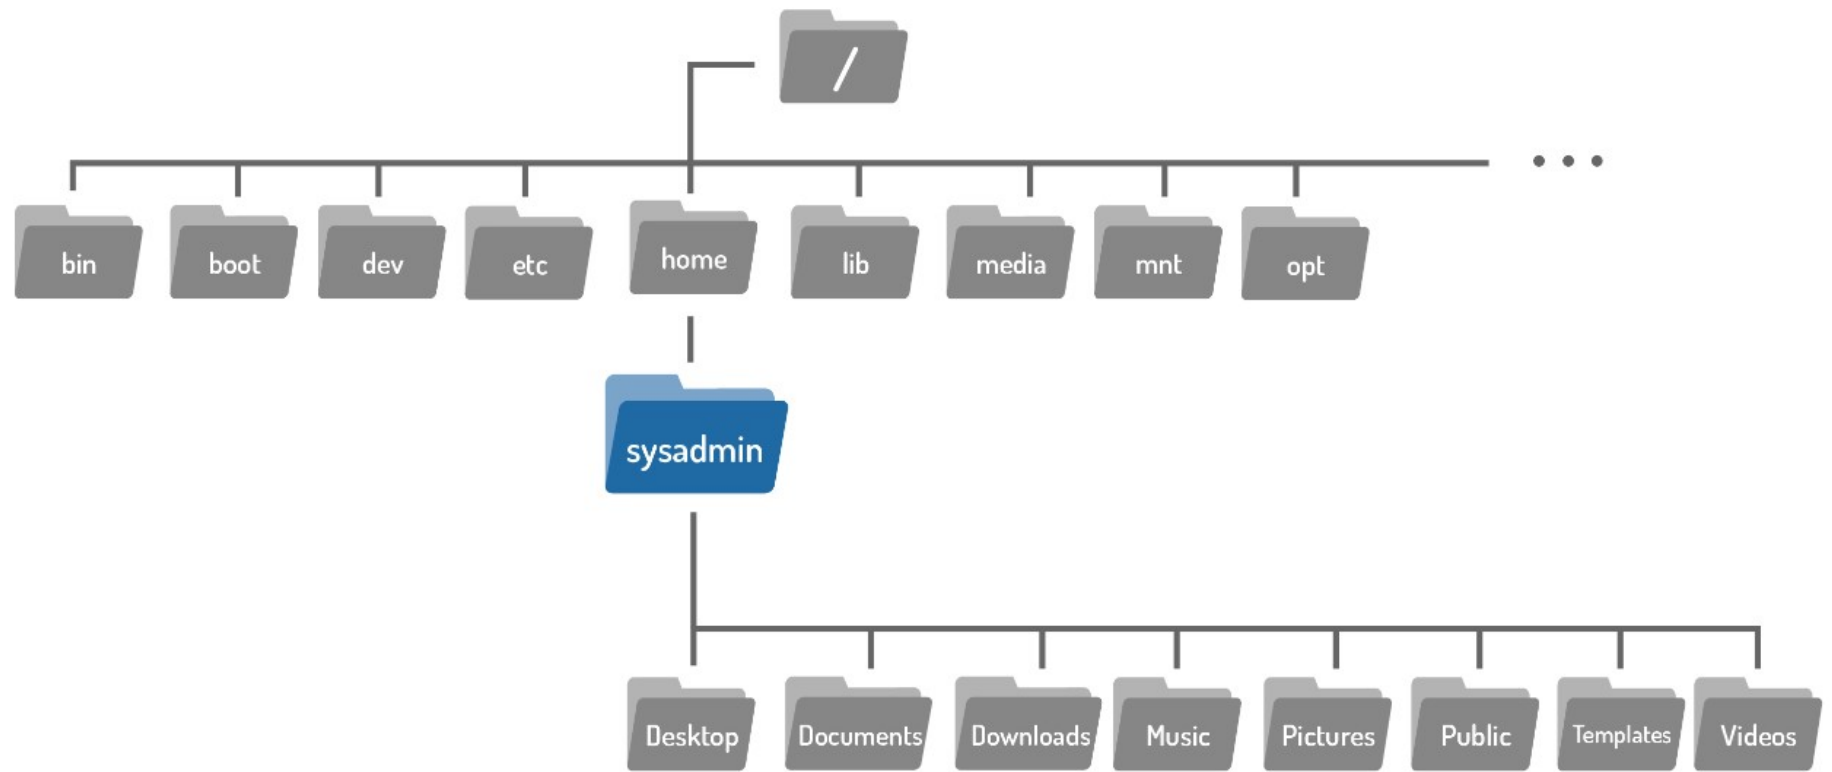 /
bin
boot
dev
etc
home
lib
media
mnt
opt
...
sysadmin
Desktop
Documents
Downloads
Music
Pictures
Public
Templates
Videos